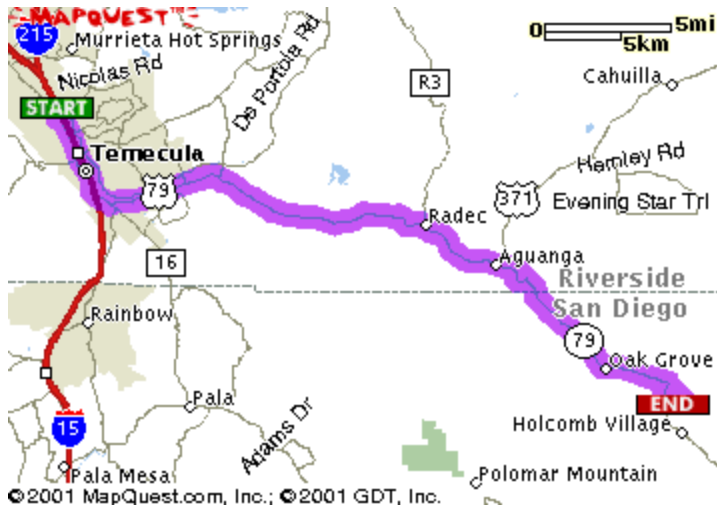 MAPQUEST
215
Murrieta Hot Springs
0 5mi
5km
Nicolas Rd
De Portola Rd
R3
Cahuilla
START
Temecula
79
Hemley Rd
371
Evening Star Trl
Radec
16
Aguanga
Riverside
San Diego
Rainbow
79
Oak Grove
Pala
END
15
Adams Dr
Holcomb Village
Pala Mesa
Polomar Mountain
©2001 MapQuest.com, Inc.; ©2001 GDT, Inc.